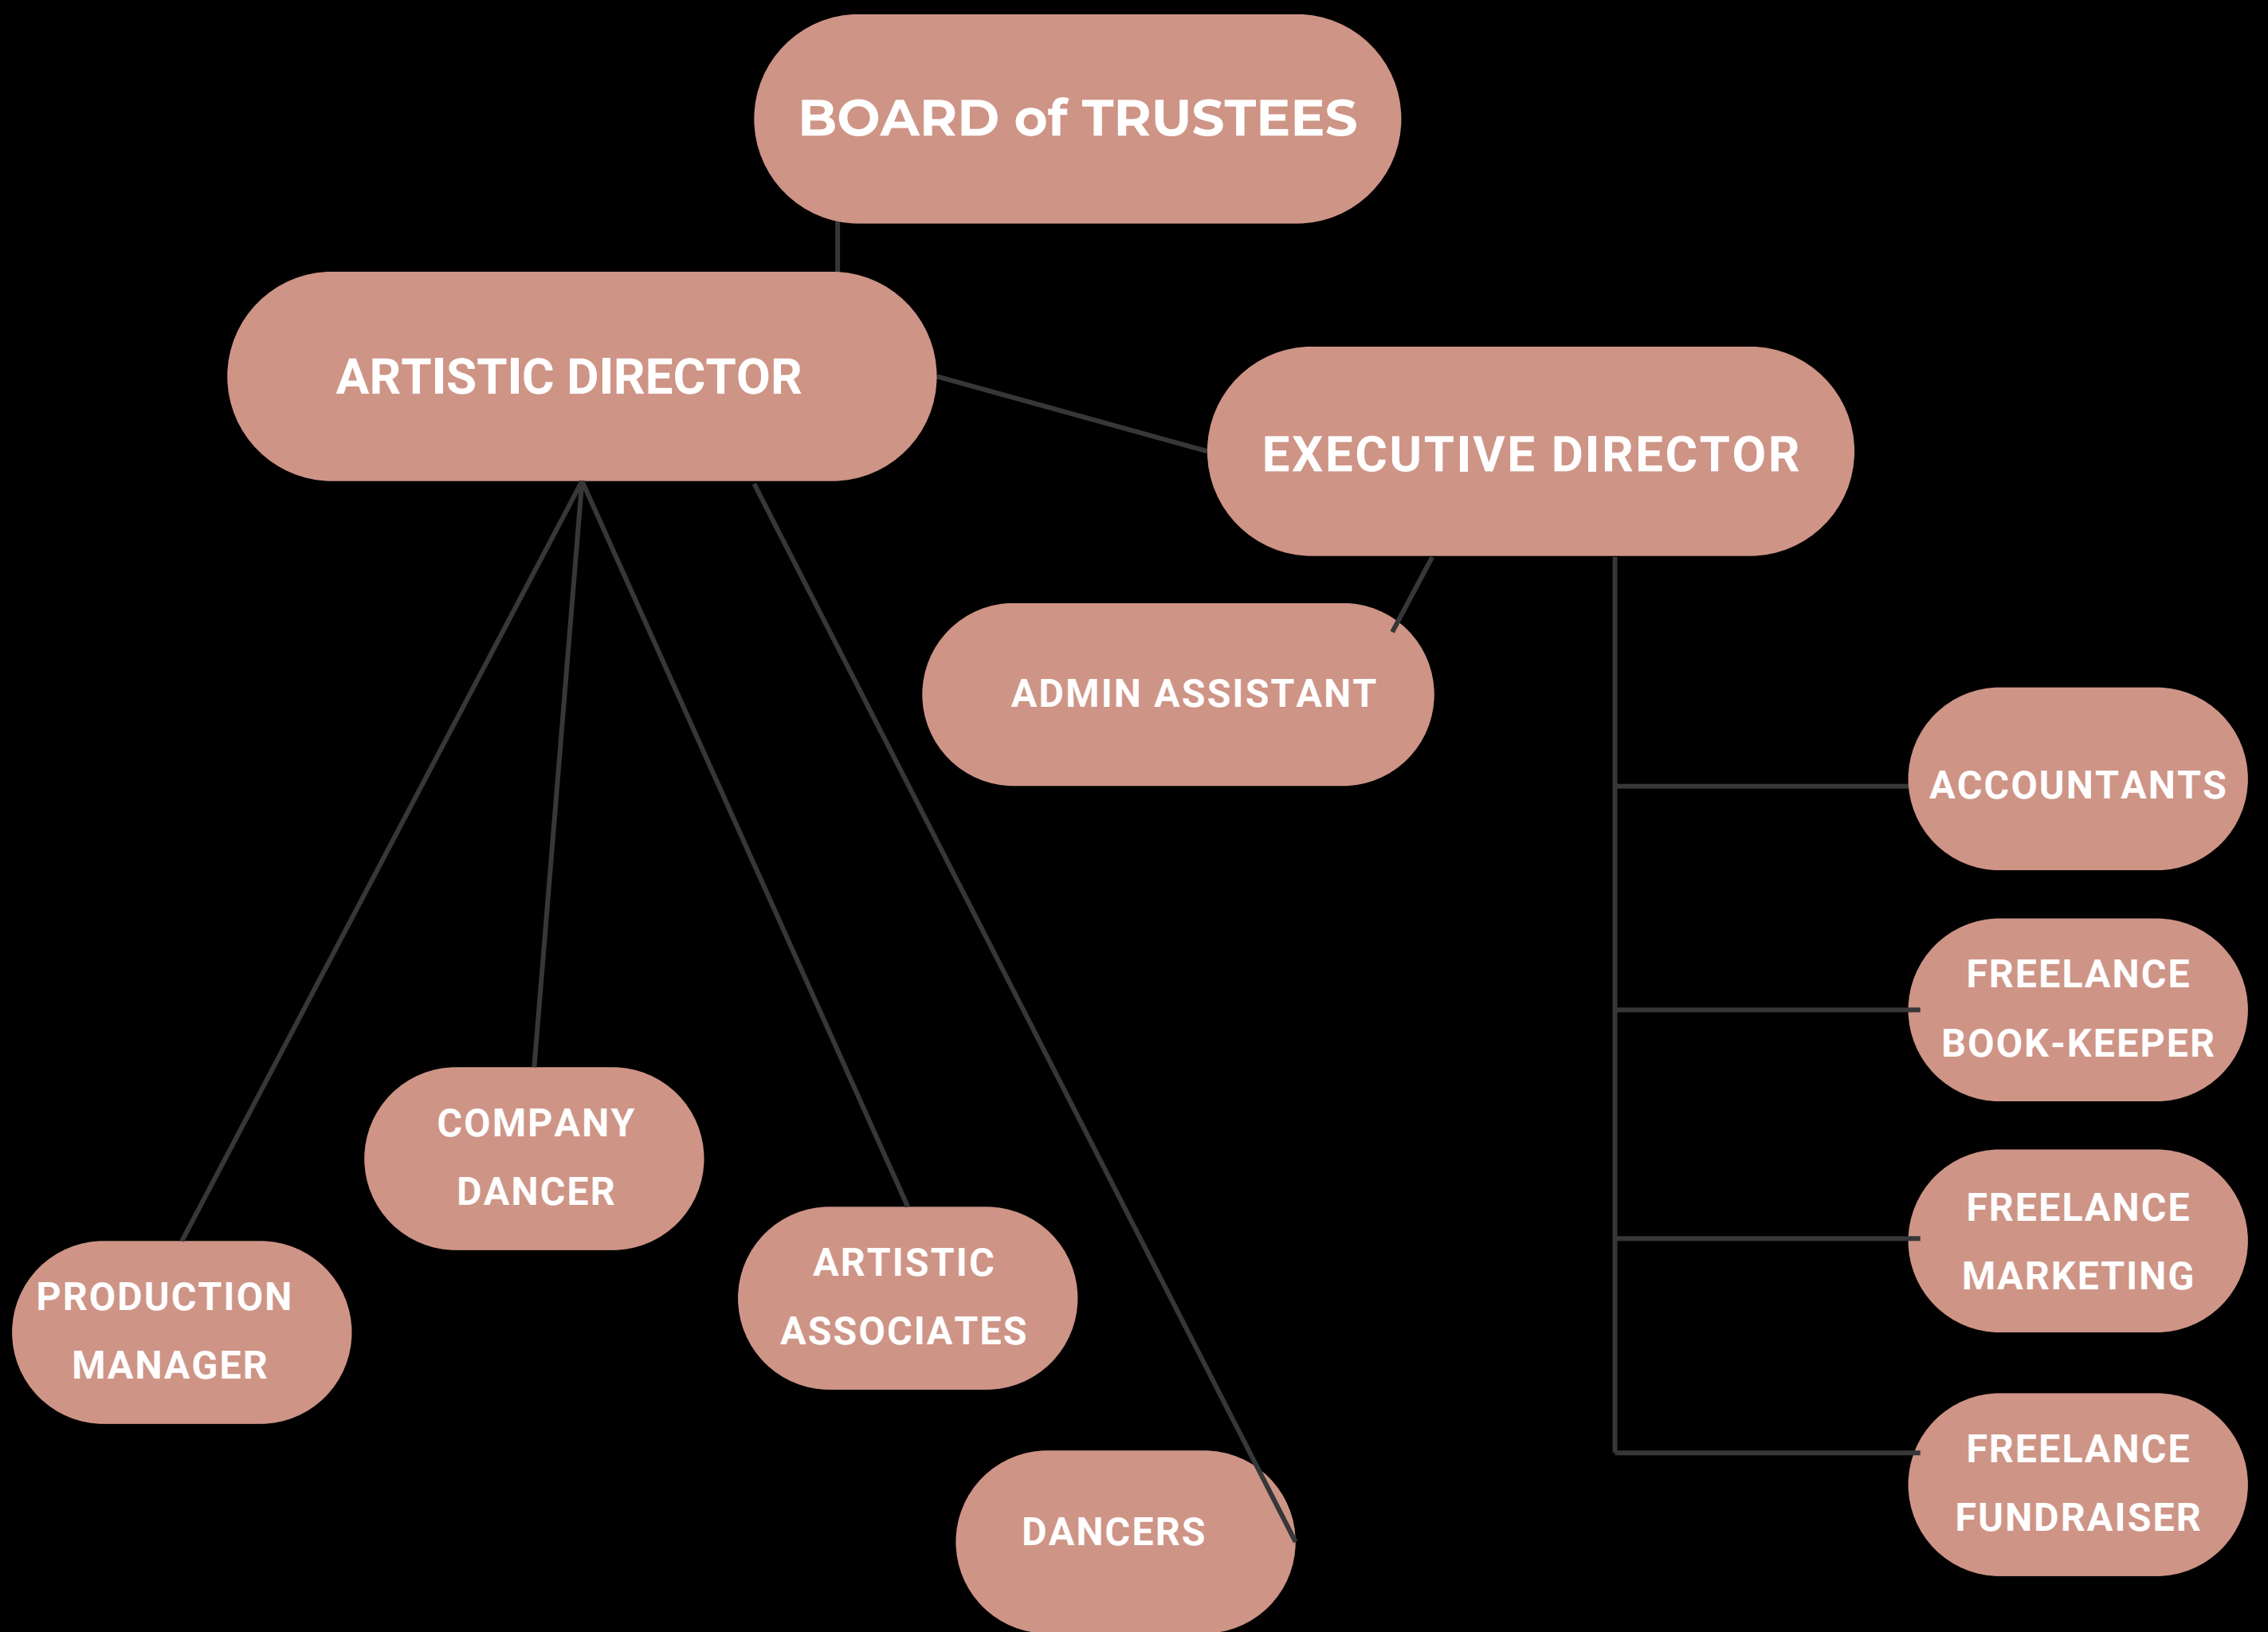 BOARD of TRUSTEES
ARTISTIC DIRECTOR
EXECUTIVE DIRECTOR
ADMIN ASSISTANT
ACCOUNTANTS
FREELANCE
BOOK-KEEPER
COMPANY
DANCER
FREELANCE
MARKETING
ARTISTIC
ASSOCIATES
PRODUCTION
MANAGER
FREELANCE
FUNDRAISER
DANCERS